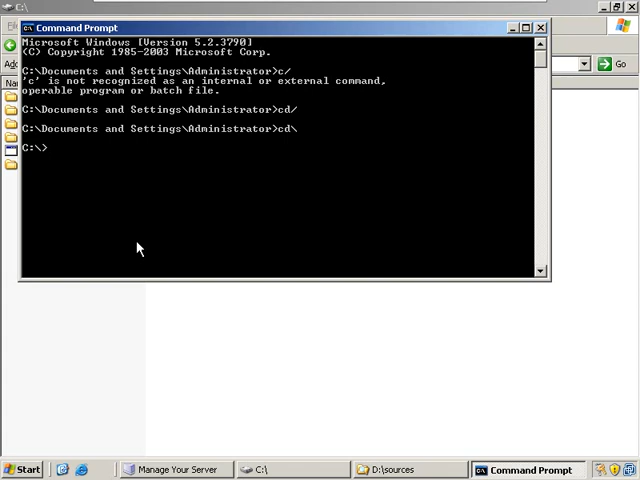 C:\
Command Prompt
Microsoft Windows [Version 5.2.3790]
(C) Copyright 1985-2003 Microsoft Corp.
C:\Documents and Settings\Administrator>c/
'c' is not recognized as an internal or external command,
operable program or batch file.
C:\Documents and Settings\Administrator>cd/
C:\Documents and Settings\Administrator>cd\
C:\>
Go
Start
Manage Your Server
C:\
D:\sources
Command Prompt